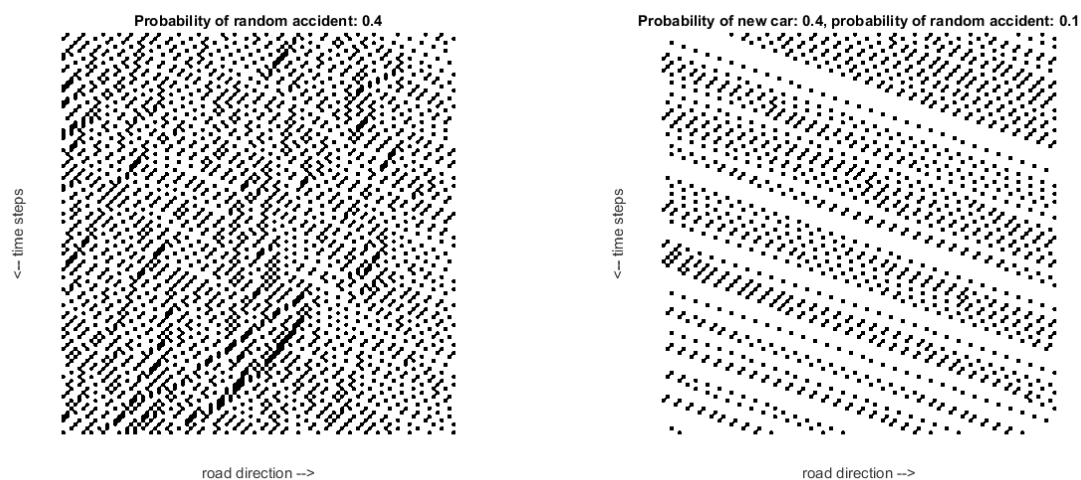 Probability of random accident: 0.4
<-- time steps
road direction -->
Probability of new car: 0.4, probability of random accident: 0.1
<-- time steps
road direction -->